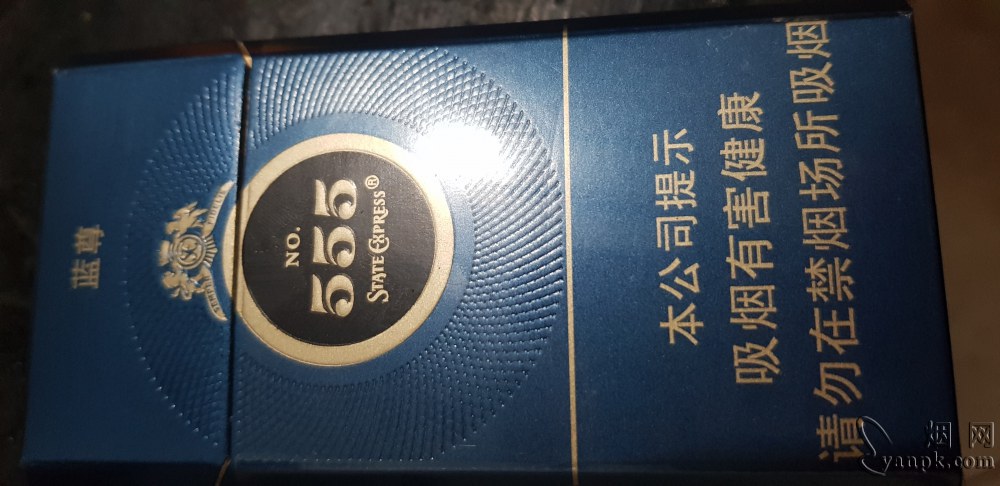 蓝尊
NO.
555
STATE EXPRESS®
本公司提示
吸烟有害健康
请勿在禁烟场所吸烟
烟网
yanpk.com